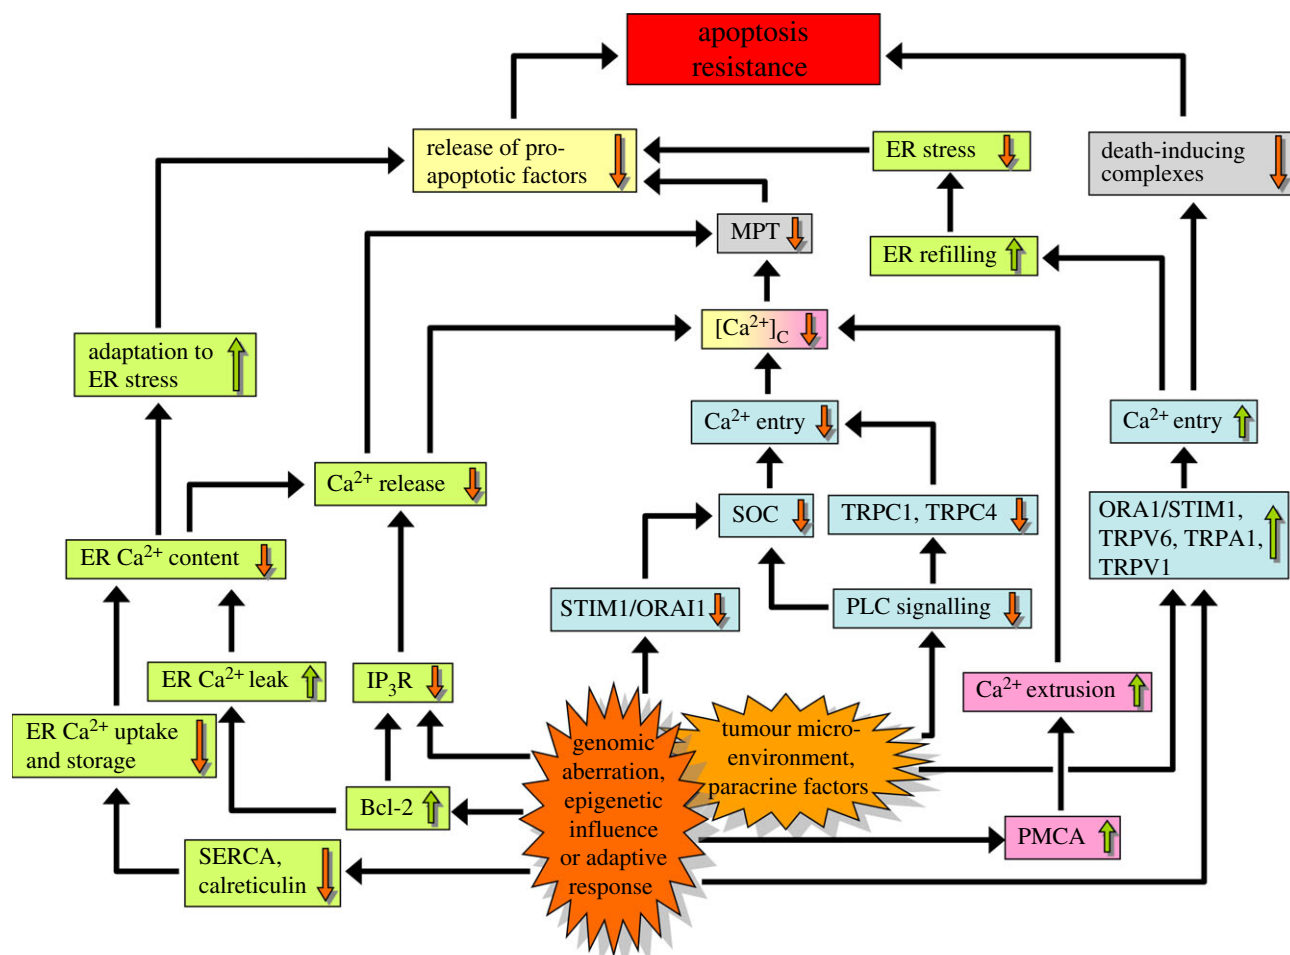 apoptosis
resistance
release of pro-
apoptotic factors
ER stress
death-inducing
complexes
MPT
ER refilling
[Ca²⁺]C
adaptation to
ER stress
Ca²⁺ entry
Ca²⁺ entry
Ca²⁺ release
SOC
TRPC1, TRPC4
ORA1/STIM1,
TRPV6, TRPA1,
TRPV1
ER Ca²⁺ content
STIM1/ORAI1
PLC signalling
ER Ca²⁺ leak
IP₃R
Ca²⁺ extrusion
ER Ca²⁺ uptake
and storage
genomic
aberration,
epigenetic
influence
or adaptive
response
tumour micro-
environment,
paracrine factors
Bcl-2
PMCA
SERCA,
calreticulin